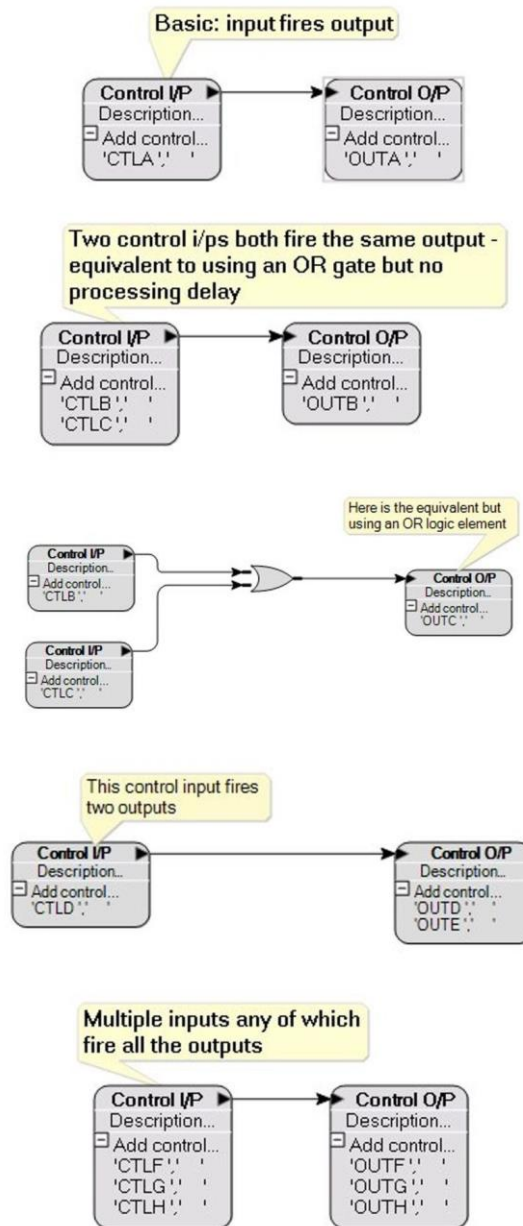 Basic: input fires output
Control I/P
Description...
Add control...
'CTLA ',' '
Control O/P
Description...
Add control...
'OUTA ',' '
Two control i/ps both fire the same output -
equivalent to using an OR gate but no
processing delay
Control I/P
Description...
Add control...
'CTLB ',' '
'CTLC ',' '
Control O/P
Description...
Add control...
'OUTB ',' '
Here is the equivalent but
using an OR logic element
Control I/P
Description...
Add control...
'CTLB ',' '
Control O/P
Description...
Add control...
'OUTC ',' '
Control I/P
Description...
Add control...
'CTLC ',' '
This control input fires
two outputs
Control I/P
Description...
Add control...
'CTLD ',' '
Control O/P
Description...
Add control...
'OUTD ',' '
'OUTE ',' '
Multiple inputs any of which
fire all the outputs
Control I/P
Description...
Add control...
'CTLF ',' '
'CTLG ',' '
'CTLH ',' '
Control O/P
Description...
Add control...
'OUTF ',' '
'OUTG ',' '
'OUTH ',' '